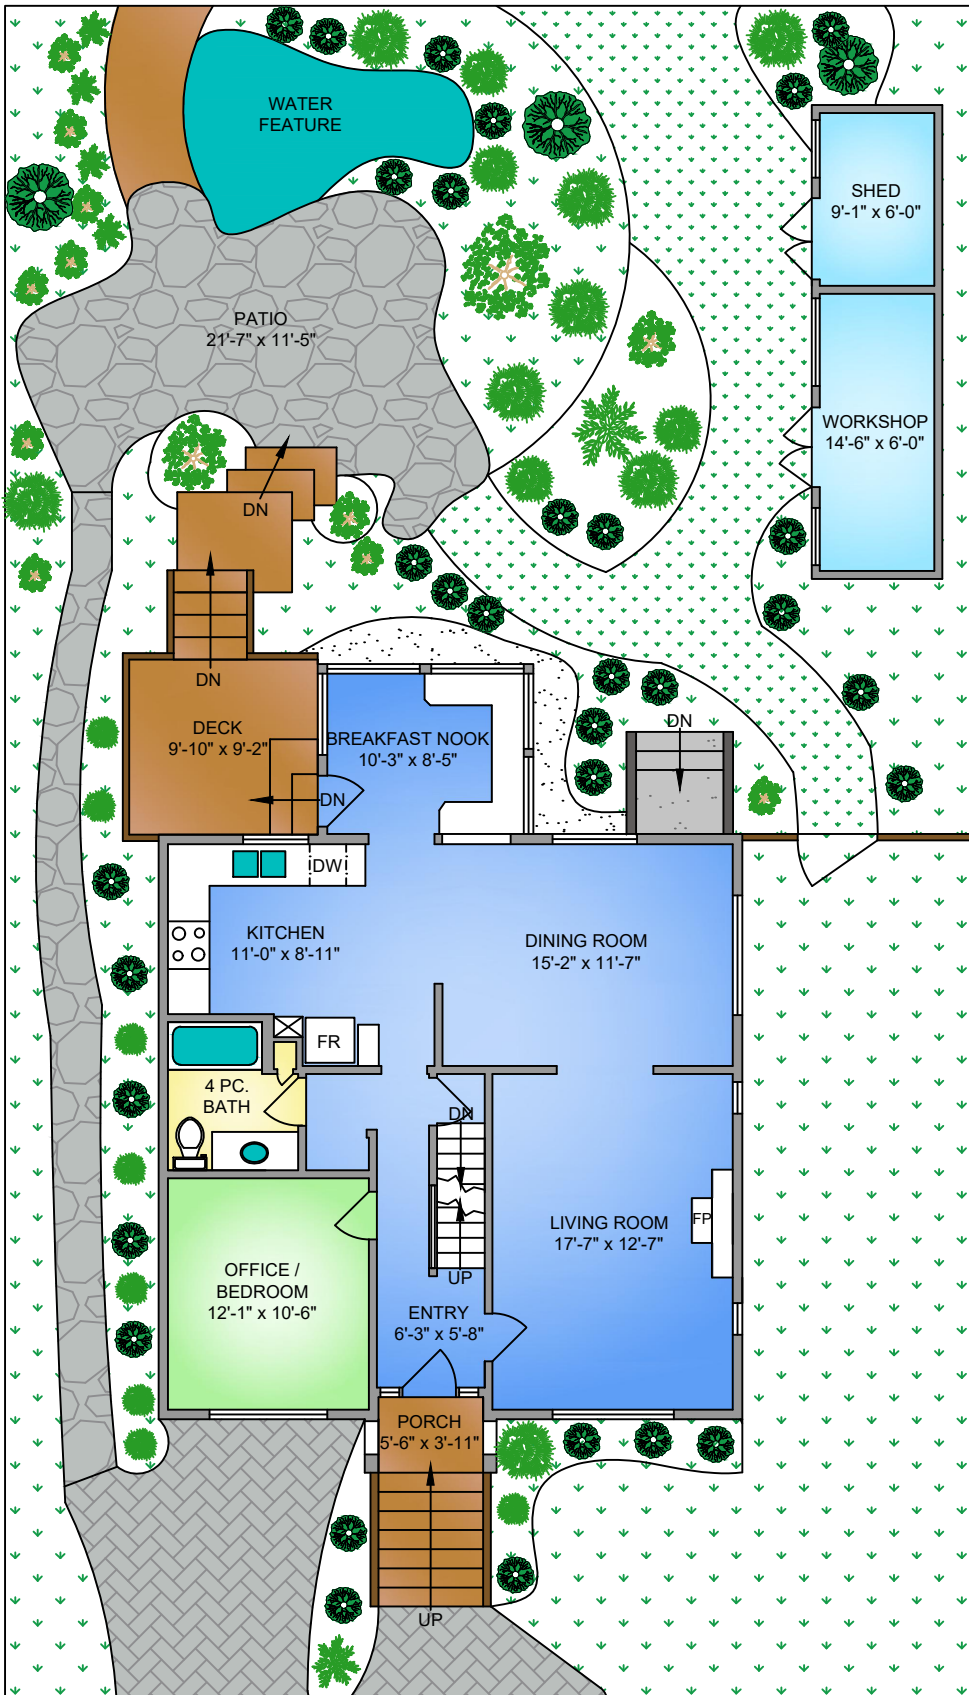 WATER
FEATURE
SHED
9'-1" x 6'-0"
PATIO
21'-7" x 11'-5"
WORKSHOP
14'-6" x 6'-0"
DN
DN
DECK
9'-10" x 9'-2"
BREAKFAST NOOK
10'-3" x 8'-5"
DN
DN
DW
KITCHEN
11'-0" x 8'-11"
DINING ROOM
15'-2" x 11'-7"
FR
4 PC.
BATH
DN
LIVING ROOM
17'-7" x 12'-7"
FP
OFFICE /
BEDROOM
12'-1" x 10'-6"
UP
ENTRY
6'-3" x 5'-8"
PORCH
5'-6" x 3'-11"
UP